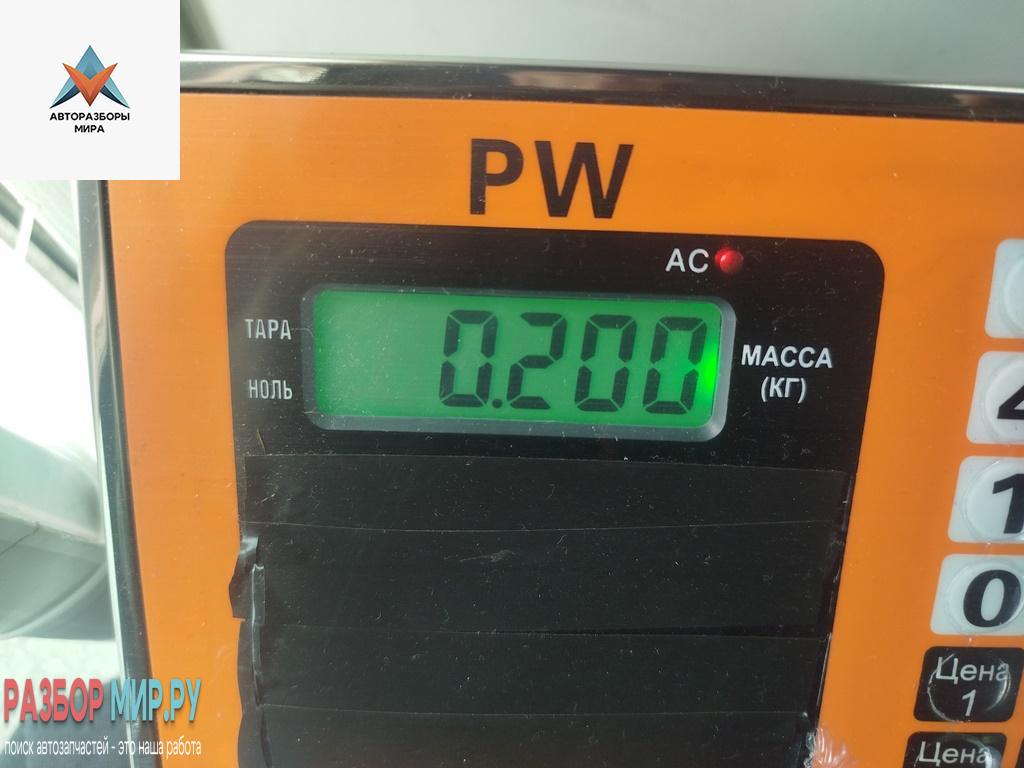 АВТОРАЗБОРЫ
МИРА
PW
AC
ТАРА
0.200
МАССА
(КГ)
НОЛЬ
4
1
0
Цена
1
Цена
РАЗБОР МИР.РУ
поиск автозапчастей - это наша работа